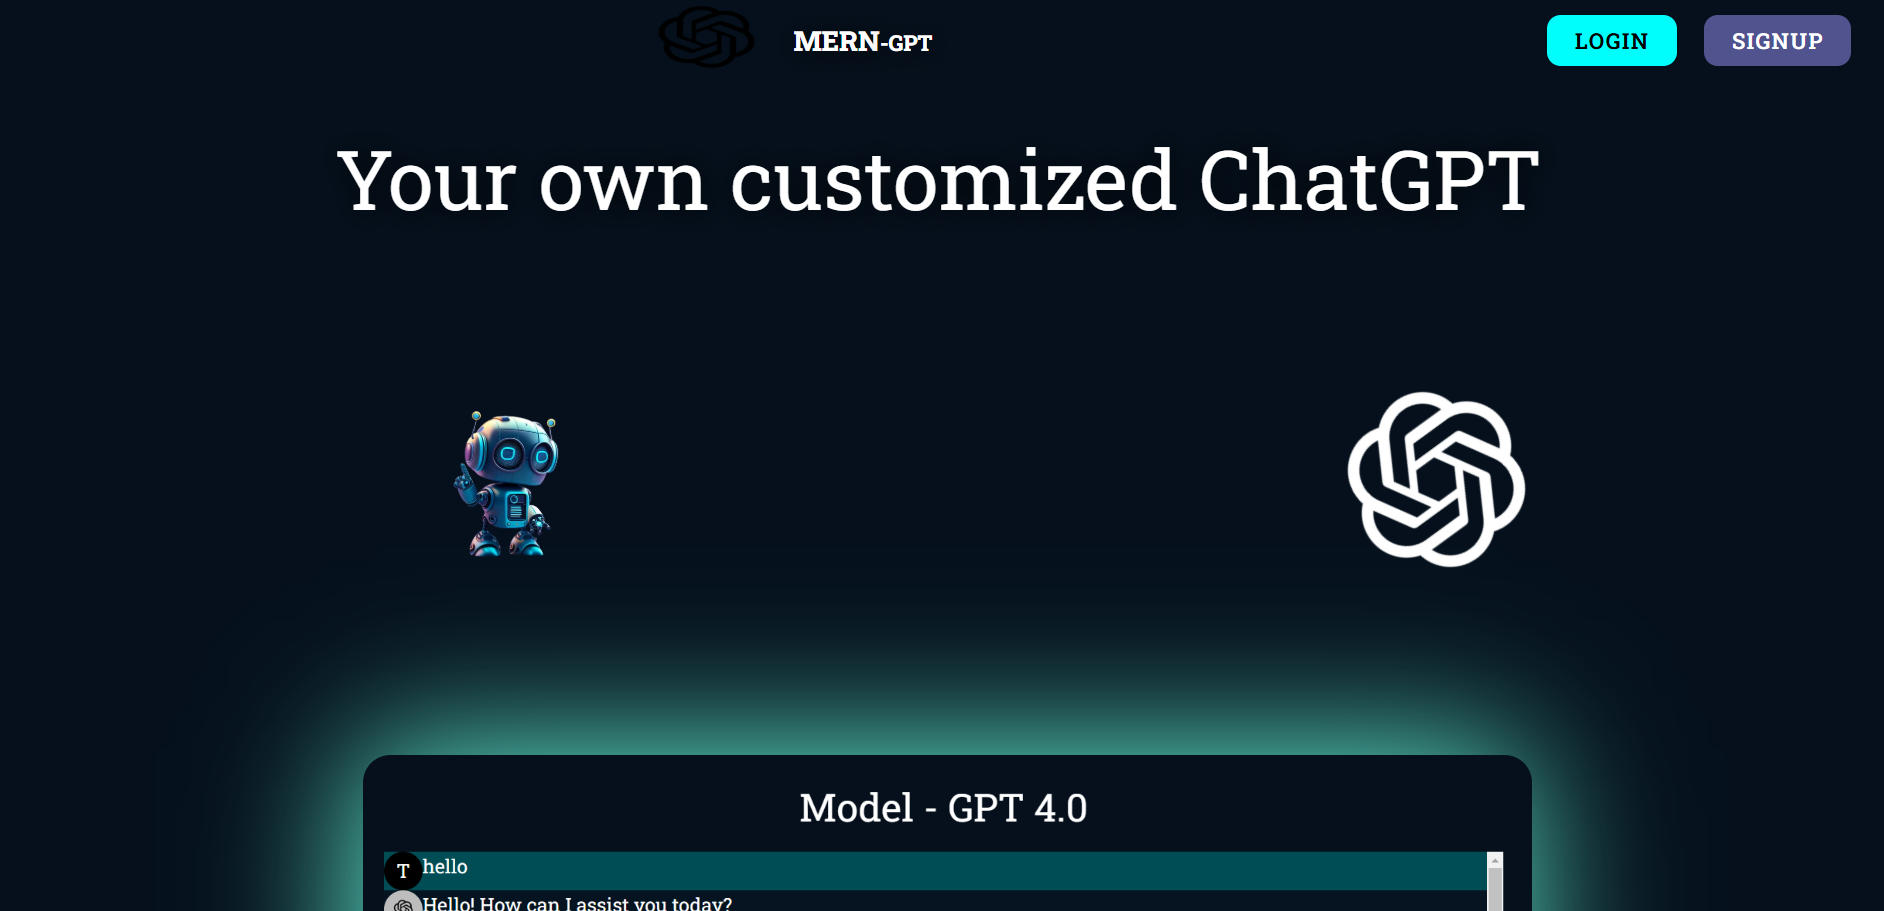 MERN-GPT
LOGIN
SIGNUP
Your own customized ChatGPT
Model - GPT 4.0
T
hello
Hello! How can I assist you today?